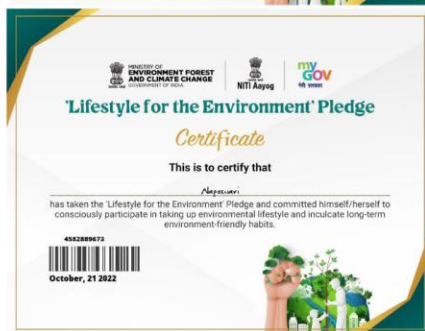 MINISTRY OF
ENVIRONMENT FOREST
AND CLIMATE CHANGE
GOVERNMENT OF INDIA
NITI Aayog
my
GOV
मेरी सरकार
'Lifestyle for the Environment' Pledge
Certificate
This is to certify that
has taken the 'Lifestyle for the Environment' Pledge and committed himself/herself to
consciously participate in taking up environmental lifestyle and inculcate long-term
environment-friendly habits.
4582889672
October, 21 2022